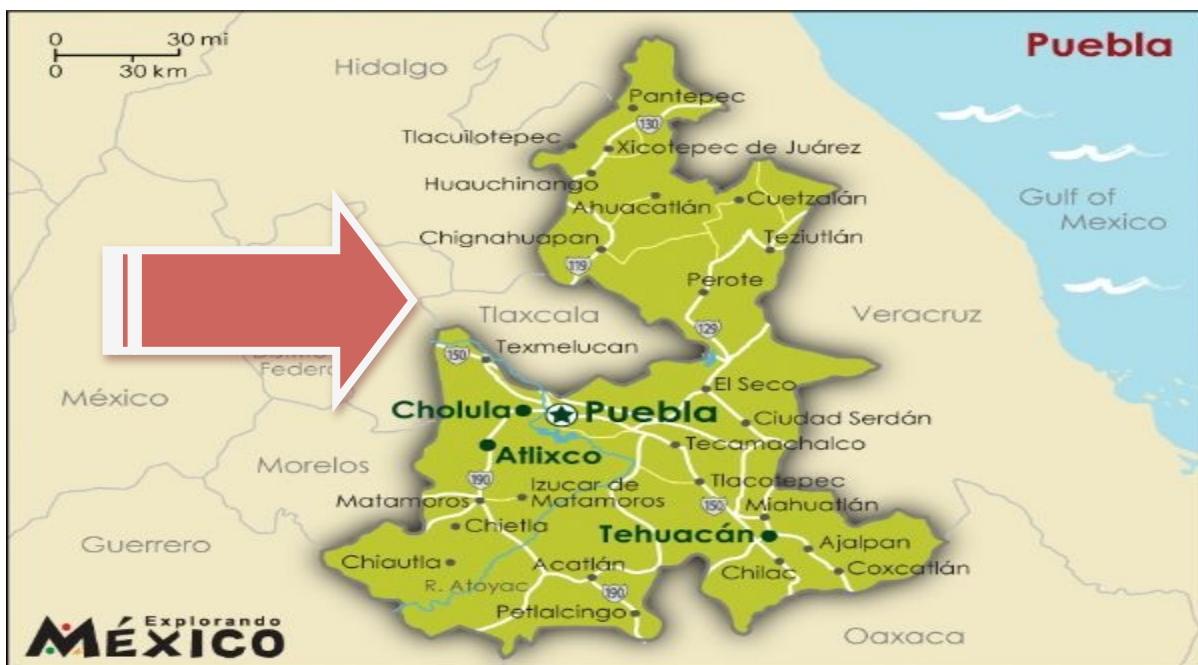 0 30 mi
0 30 km
Puebla
Hidalgo
Pantepec
130
Tlacuilotepec
Xicotepec de Juárez
Huauchinango
Ahuacatlán
Cuetzalán
Gulf of
Mexico
Chignahuapan
Teziutlán
119
Perote
Tlaxcala
Veracruz
129
150
Texmelucan
Federa
México
El Seco
Cholula
Puebla
Ciudad Serdán
Tecamachalco
Atlixco
Morelos
190
Izucar de
Matamoros
Tlacotepec
Matamoros
150
Miahuatlán
Chietla
Tehuacán
Guerrero
Ajalpan
Chiautla
Acatlán
Chilac
Coxcatlán
R. Atoyac
190
Petlalcingo
Explorando
MÉXICO
Oaxaca